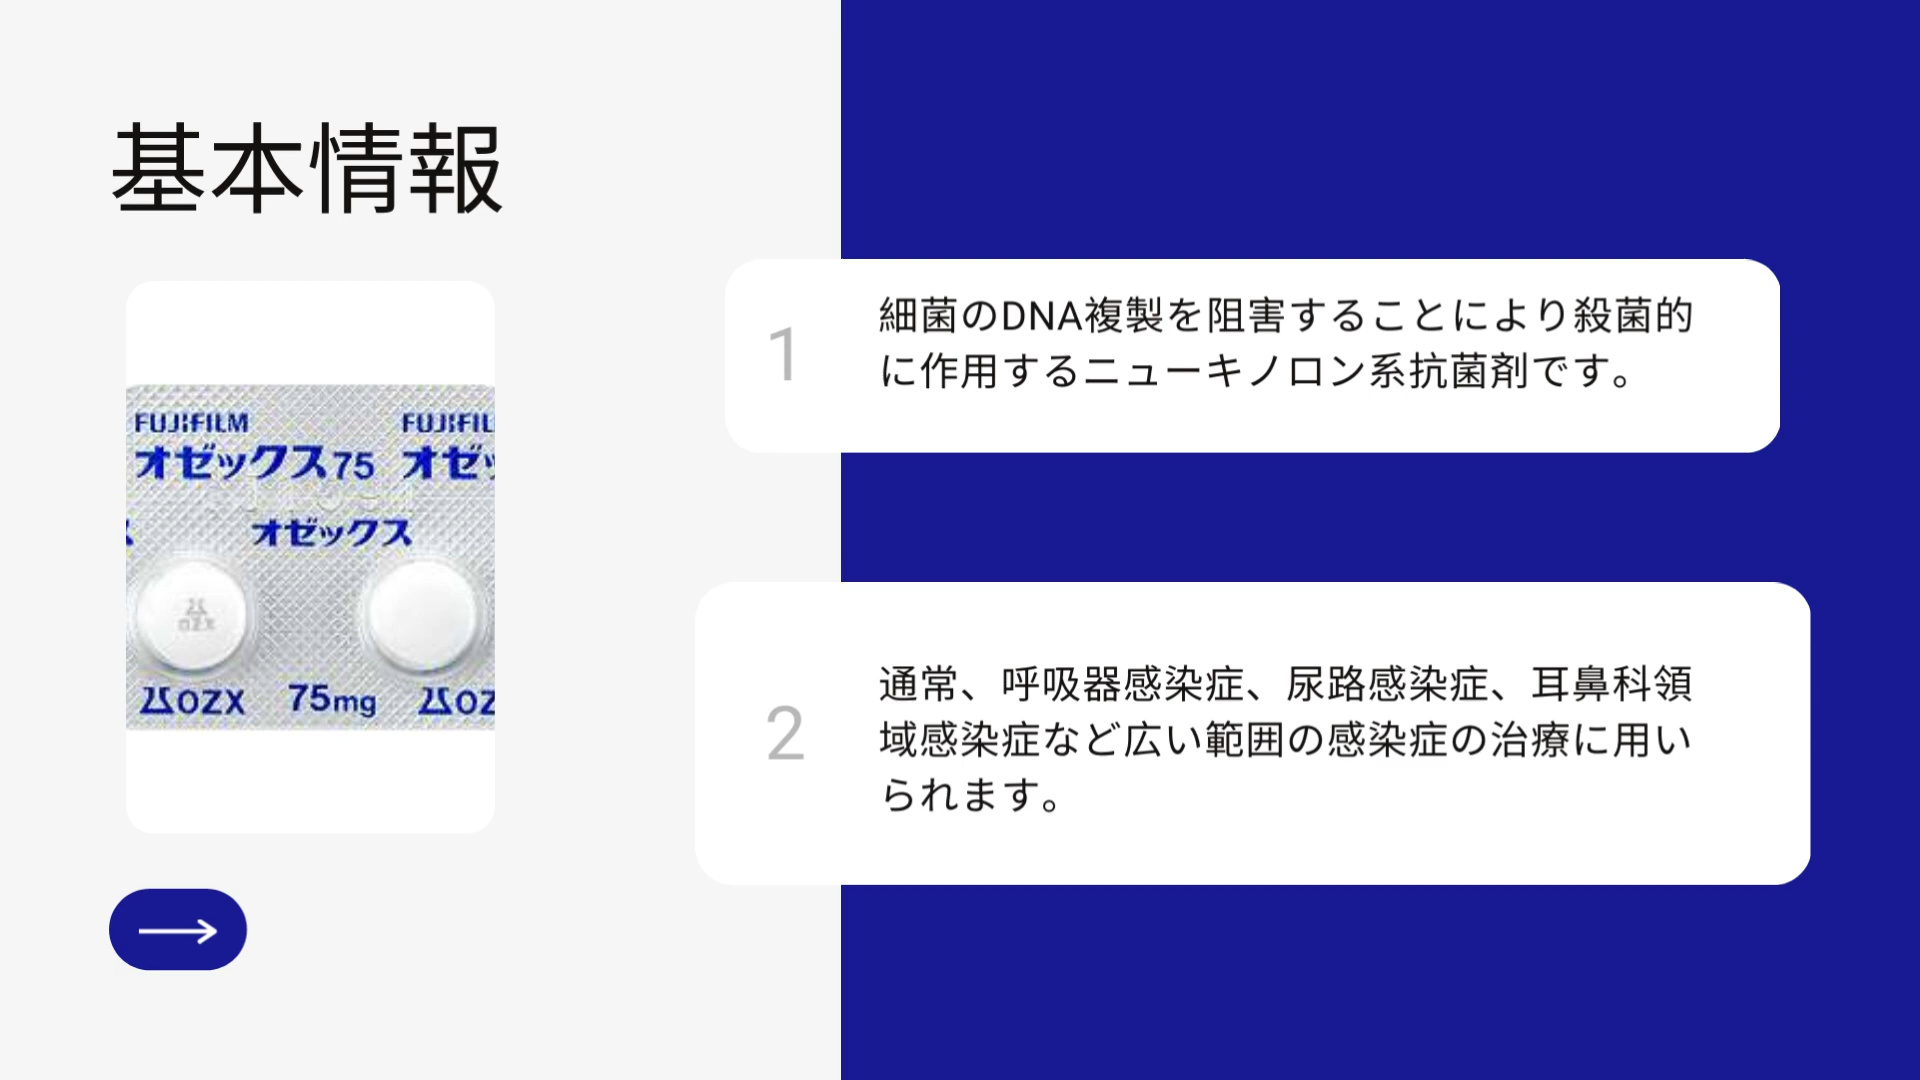 基本情報
FUJIFILM
FUJIFIL
オゼックス75
オゼッ
オゼックス
OZX
OZX 75mg
OZ
1
細菌のDNA複製を阻害することにより殺菌的
に作用するニューキノロン系抗菌剤です。
2
通常、呼吸器感染症、尿路感染症、耳鼻科領
域感染症など広い範囲の感染症の治療に用い
られます。